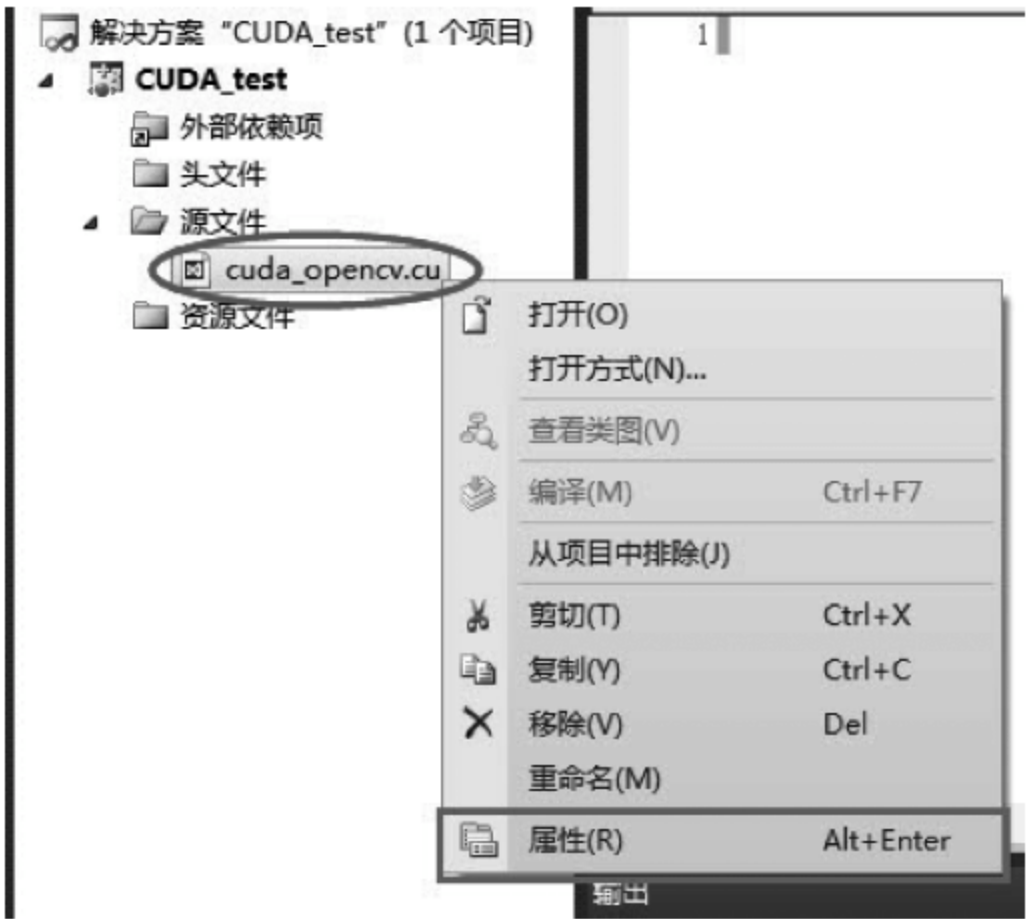 解决方案 “CUDA_test” (1 个项目)
CUDA_test
外部依赖项
头文件
源文件
cuda_opencv.cu
资源文件
1
打开(O)
打开方式(N)...
查看类图(V)
编译(M) Ctrl+F7
从项目中排除(J)
剪切(T) Ctrl+X
复制(Y) Ctrl+C
移除(V) Del
重命名(M)
属性(R) Alt+Enter
输出